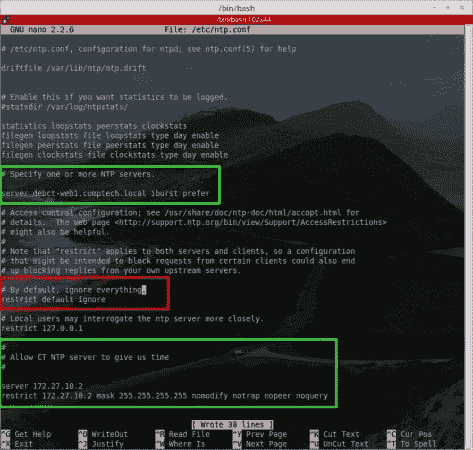 /bin/bash
GNU nano 2.2.6 File: /etc/ntp.conf
# /etc/ntp.conf, configuration for ntpd; see ntp.conf(5) for help
driftfile /var/lib/ntp/ntp.drift
# Enable this if you want statistics to be logged.
#statsdir /var/log/ntpstats/
statistics loopstats peerstats clockstats
filegen loopstats file loopstats type day enable
filegen peerstats file peerstats type day enable
filegen clockstats file clockstats type day enable
# Specify one or more NTP servers.
server debct-web1.comptech.local iburst prefer
# Access control configuration; see /usr/share/doc/ntp-doc/html/accopt.html for
# details. The web page <http://support.ntp.org/bin/view/Support/AccessRestrictions>
# might also be helpful.
#
# Note that "restrict" applies to both servers and clients, so a configuration
# that might be intended to block requests from certain clients could also end
# up blocking replies from your own upstream servers.
# By default, ignore everything.
restrict default ignore
# Local users may interrogate the ntp server more closely.
restrict 127.0.0.1
#
# Allow CT NTP server to give us time
#
server 172.27.10.2
restrict 172.27.10.2 mask 255.255.255.255 nomodify notrap nopeer noquery
[ Wrote 38 lines ]
^G Get Help ^O WriteOut ^R Read File ^Y Prev Page ^K Cut Text ^C Cur Pos
^X Exit ^J Justify ^W Where Is ^V Next Page ^U UnCut Text ^T To Spell